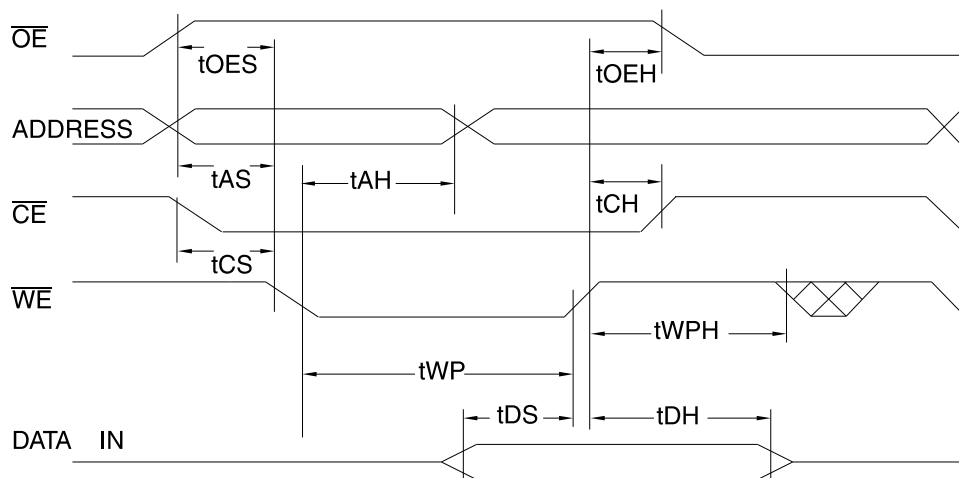 OE
tOES
tOEH
ADDRESS
tAS
tAH
tCH
CE
tCS
WE
tWPH
tWP
tDS
tDH
DATA IN